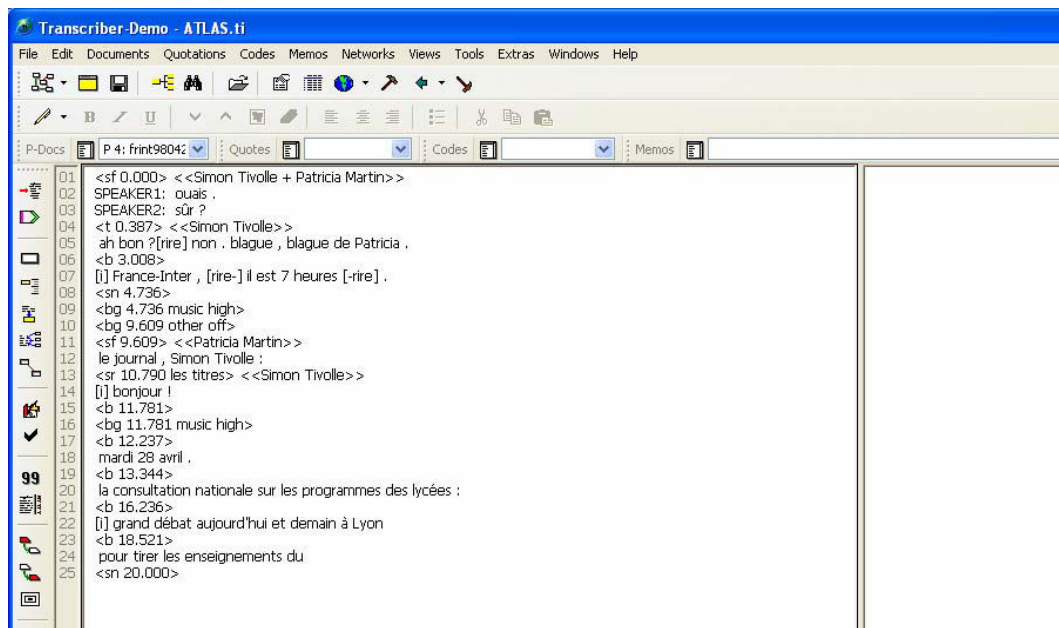 Transcriber-Demo - ATLAS.ti
File Edit Documents Quotations Codes Memos Networks Views Tools Extras Windows Help
B I U
P-Docs P 4: frint98042 Quotes Codes Memos
01 <sf 0.000> <<Simon Tivolle + Patricia Martin>>
02 SPEAKER1: ouais .
03 SPEAKER2: sûr ?
04 <t 0.387> <<Simon Tivolle>>
05 ah bon ?[rire] non . blague , blague de Patricia .
06 <b 3.008>
07 [i] France-Inter , [rire-] il est 7 heures [-rire] .
08 <sn 4.736>
09 <bg 4.736 music high>
10 <bg 9.609 other off>
11 <sf 9.609> <<Patricia Martin>>
12 le journal , Simon Tivolle :
13 <sr 10.790 les titres> <<Simon Tivolle>>
14 [i] bonjour !
15 <b 11.781>
16 <bg 11.781 music high>
17 <b 12.237>
18 mardi 28 avril .
19 <b 13.344>
20 la consultation nationale sur les programmes des lycées :
21 <b 16.236>
22 [i] grand débat aujourd'hui et demain à Lyon
23 <b 18.521>
24 pour tirer les enseignements du
25 <sn 20.000>
99